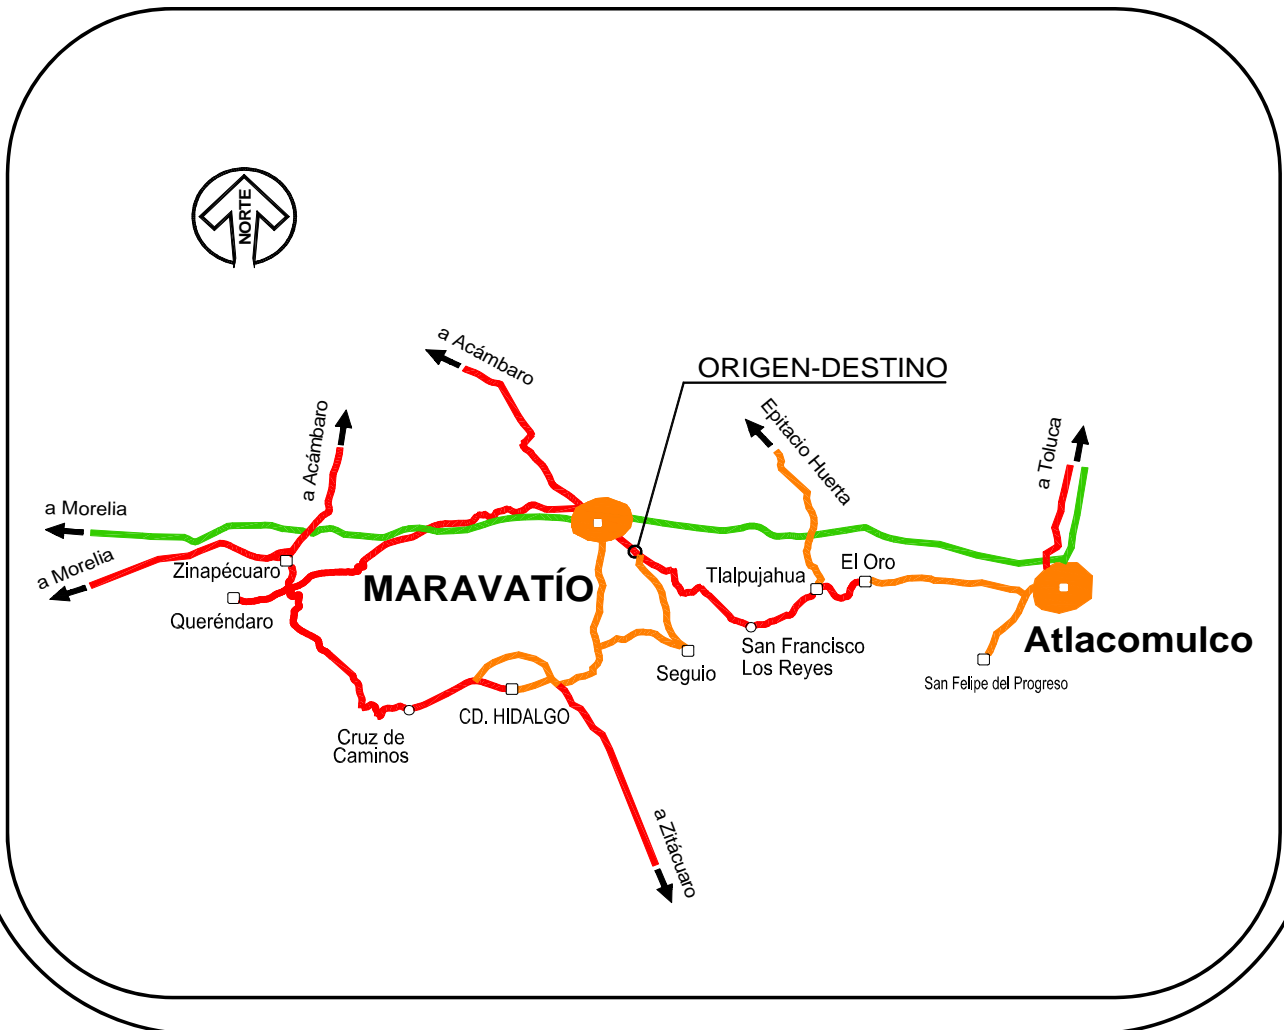 NORTE
a Acámbaro
ORIGEN-DESTINO
a Acámbaro
Epitacio Huerta
a Toluca
a Morelia
a Morelia
Zinapécuaro
MARAVATÍO
Tlalpujahua
El Oro
Queréndaro
Atlacomulco
San Francisco
Los Reyes
Seguio
San Felipe del Progreso
CD. HIDALGO
Cruz de
Caminos
a Zitácuaro